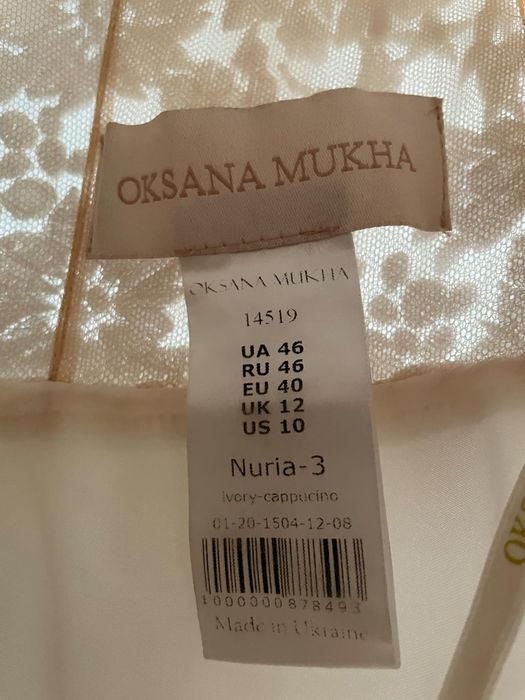 OKSANA MUKHA
OKSANA MUKHA
14519
UA 46
RU 46
EU 40
UK 12
US 10
Nuria-3
Ivory-cappucino
01-20-1504-12-08
1000000878493
Made in Ukraine